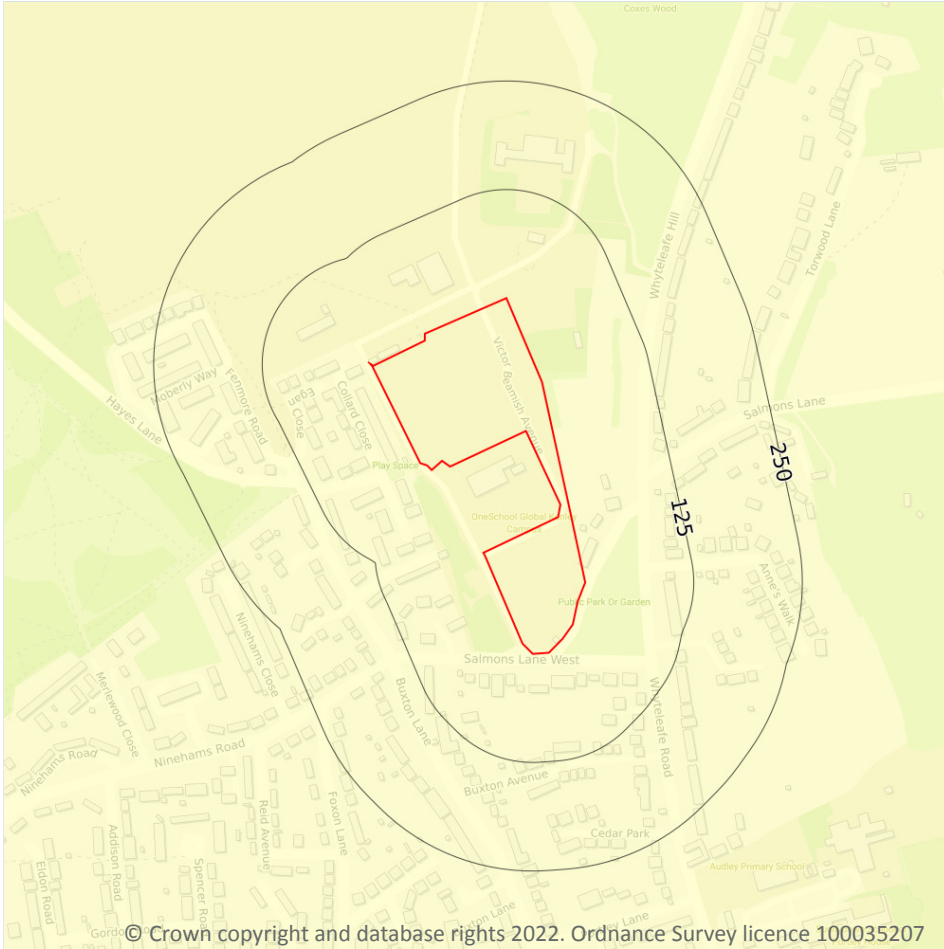 Coxes Wood
Whyteleafe Hill
Torwood Lane
Victor Beamish Avenue
Moberly Way
Fenmore Road
Hayes Lane
Egan
Close
Collard Close
Salmons Lane
Play Space
250
125
OneSchool Global Kenley
Campus
Anne's Walk
Public Park Or Garden
Ninehams Close
Salmons Lane West
Merlewood Close
Buxton Lane
Whyteleafe Road
Ninehams Road
Ninehams Road
Buxton Avenue
Foxon Lane
Reid Avenue
Addison Road
Cedar Park
Audley Primary School
Eldon Road
© Crown copyright and database rights 2022. Ordnance Survey licence 100035207